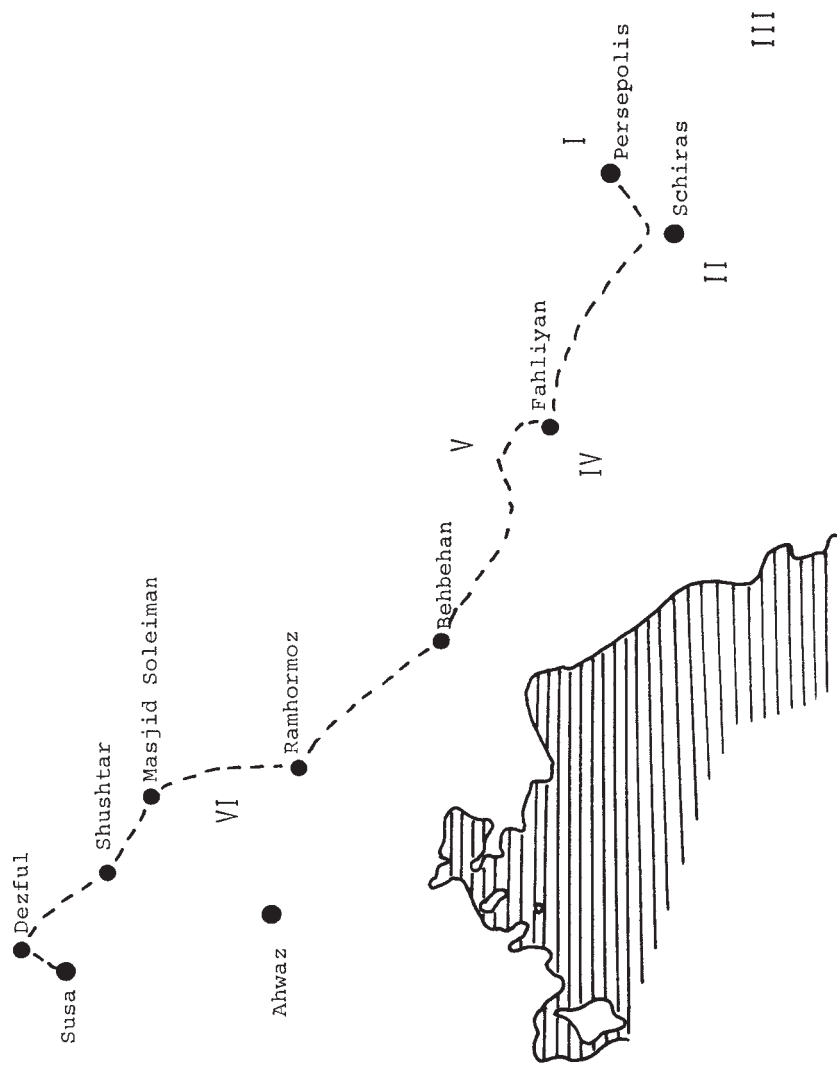 Dezful
Susa
Shushtar
Masjid Soleiman
VI
Ahwaz
Ramhormoz
Behbehan
V
Fahliyan
IV
I
Persepolis
Schiras
II
III